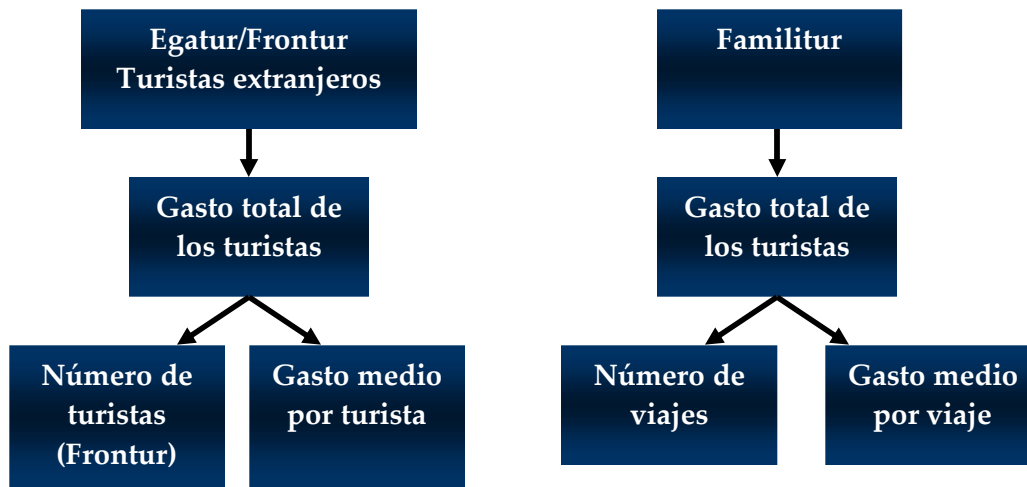 Egatur/Frontur
Turistas extranjeros
Gasto total de
los turistas
Número de
turistas
(Frontur)
Gasto medio
por turista
Familitur
Gasto total de
los turistas
Número de
viajes
Gasto medio
por viaje